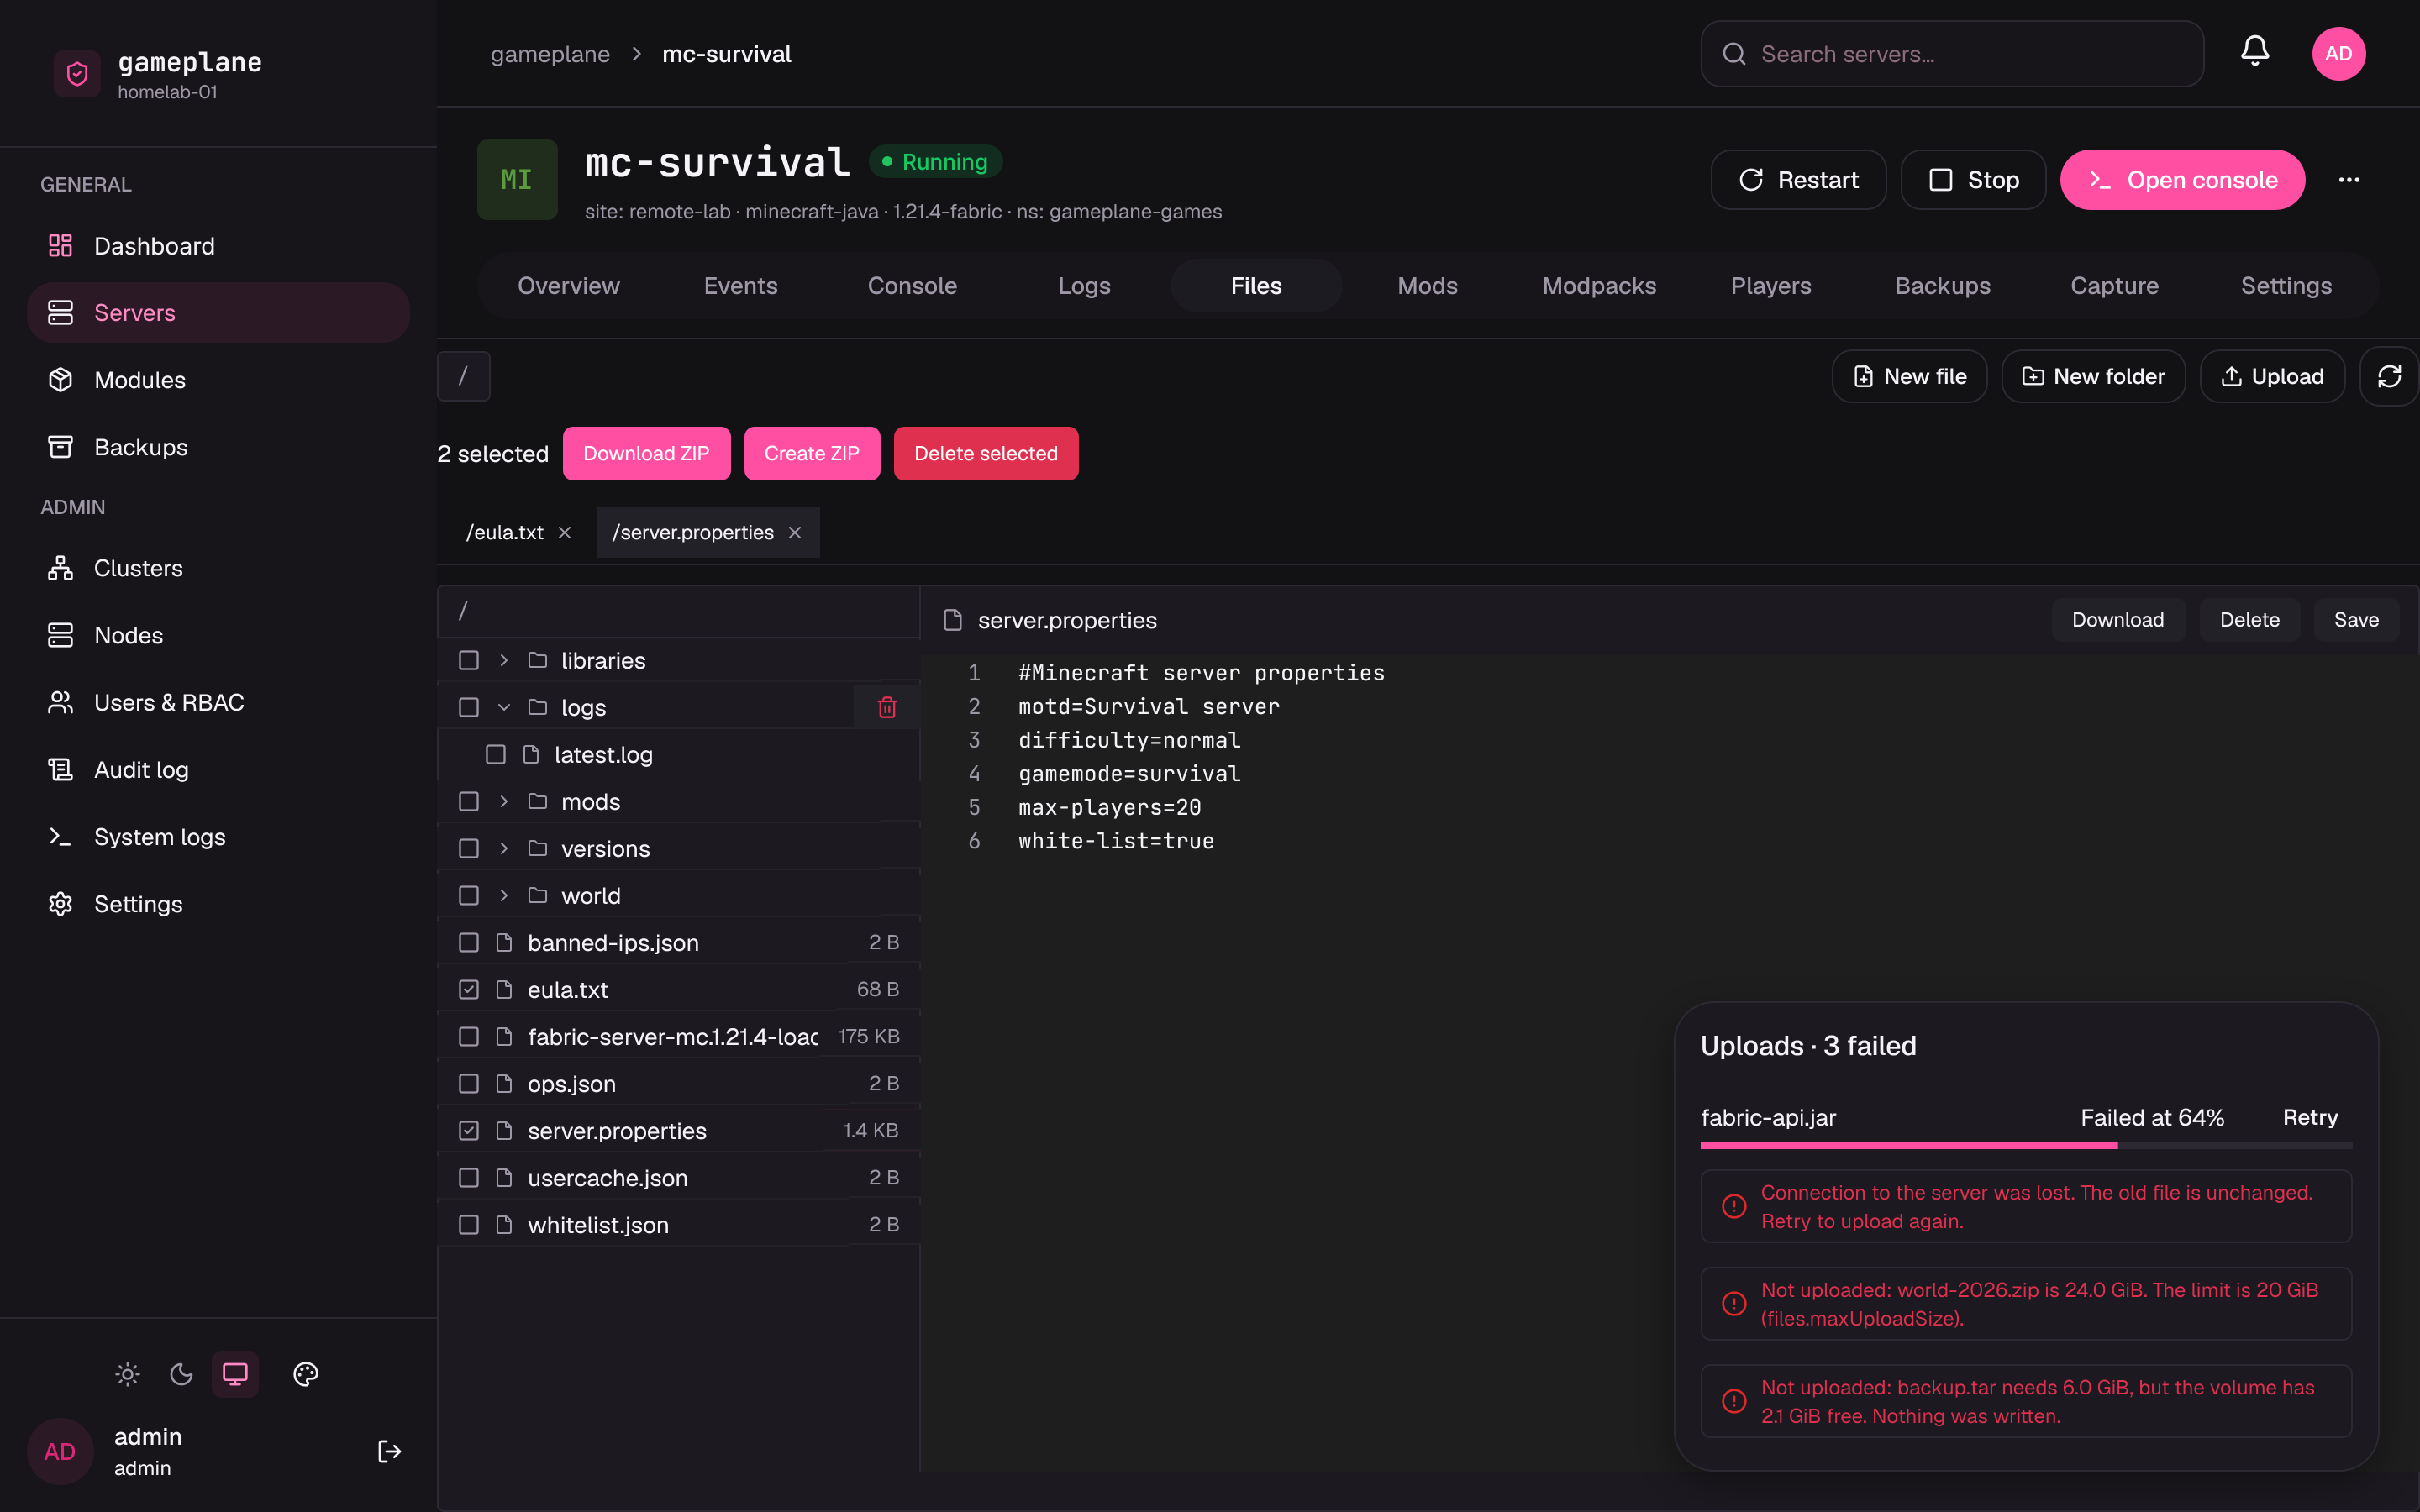 gameplane
homelab-01
GENERAL
Dashboard
Servers
Modules
Backups
ADMIN
Clusters
Nodes
Users & RBAC
Audit log
System logs
Settings
AD
admin
admin
gameplane > mc-survival
Search servers...
AD
MI
mc-survival
Running
site: remote-lab · minecraft-java · 1.21.4-fabric · ns: gameplane-games
Restart
Stop
Open console
Overview
Events
Console
Logs
Files
Mods
Modpacks
Players
Backups
Capture
Settings
/
New file
New folder
Upload
2 selected
Download ZIP
Create ZIP
Delete selected
/eula.txt
/server.properties
/
libraries
logs
latest.log
mods
versions
world
banned-ips.json 2 B
eula.txt 68 B
fabric-server-mc.1.21.4-loac 175 KB
ops.json 2 B
server.properties 1.4 KB
usercache.json 2 B
whitelist.json 2 B
server.properties
Download
Delete
Save
1 #Minecraft server properties
2 motd=Survival server
3 difficulty=normal
4 gamemode=survival
5 max-players=20
6 white-list=true
Uploads · 3 failed
fabric-api.jar Failed at 64% Retry
Connection to the server was lost. The old file is unchanged.
Retry to upload again.
Not uploaded: world-2026.zip is 24.0 GiB. The limit is 20 GiB
(files.maxUploadSize).
Not uploaded: backup.tar needs 6.0 GiB, but the volume has
2.1 GiB free. Nothing was written.